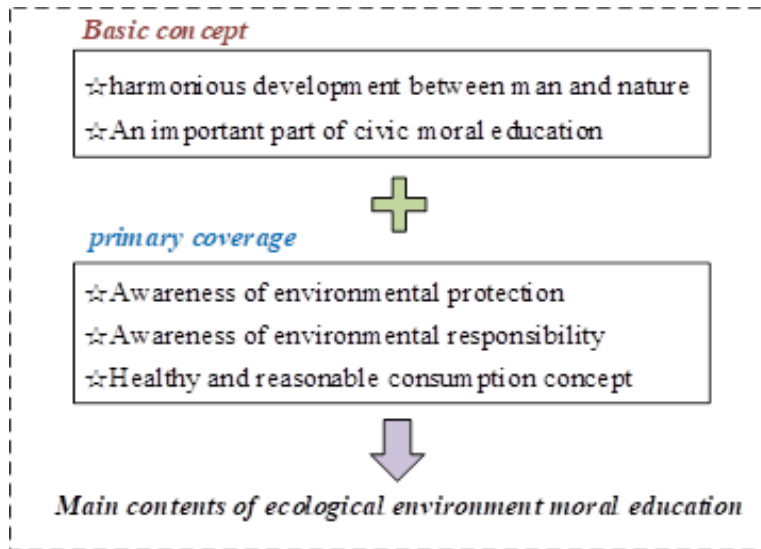 Basic concept
☆harmonious development between man and nature
☆An important part of civic moral education
primary coverage
☆Awareness of environmental protection
☆Awareness of environmental responsibility
☆Healthy and reasonable consumption concept
Main contents of ecological environment moral education